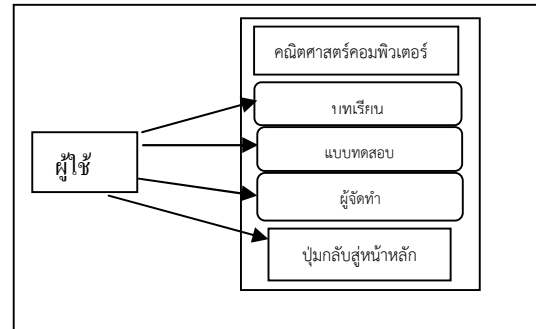 คณิตศาสตร์คอมพิวเตอร์
บทเรียน
แบบทดสอบ
ผู้ใช้
ผู้จัดทำ
ปุ่มกลับสู่หน้าหลัก